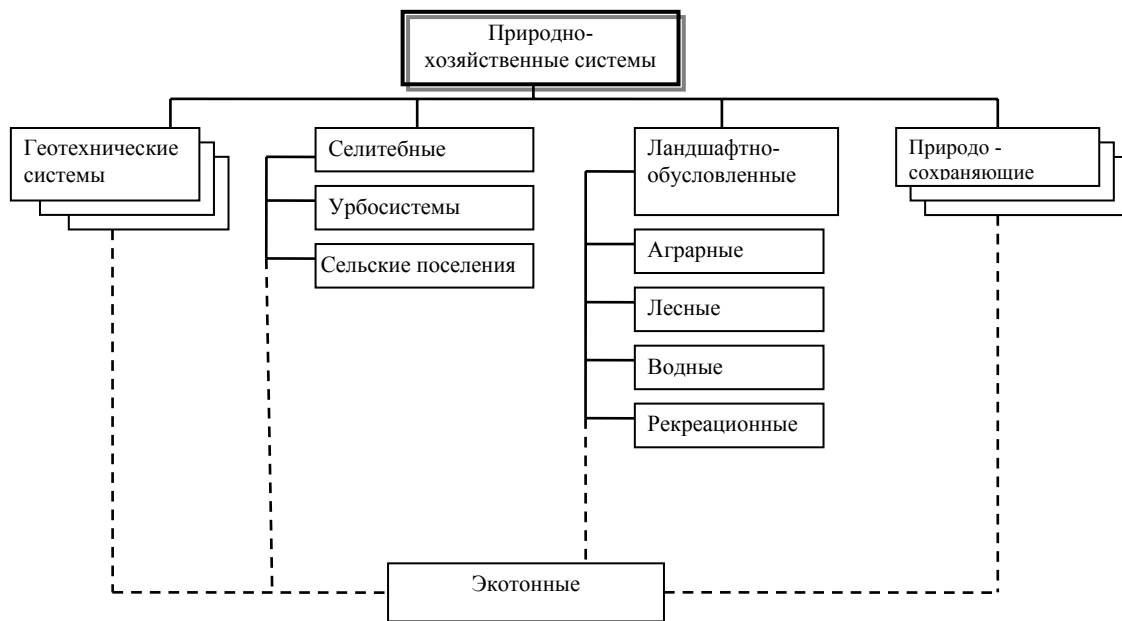 Природно-
хозяйственные системы
Геотехнические
системы
Селитебные
Урбосистемы
Сельские поселения
Ландшафтно-
обусловленные
Аграрные
Лесные
Водные
Рекреационные
Природо -
сохраняющие
Экотонные